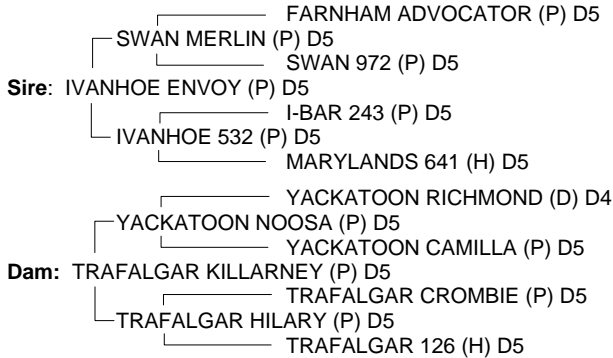 FARNHAM ADVOCATOR (P) D5
SWAN MERLIN (P) D5
SWAN 972 (P) D5
Sire: IVANHOE ENVOY (P) D5
I-BAR 243 (P) D5
IVANHOE 532 (P) D5
MARYLANDS 641 (H) D5
YACKATOON RICHMOND (D) D4
YACKATOON NOOSA (P) D5
YACKATOON CAMILLA (P) D5
Dam: TRAFALGAR KILLARNEY (P) D5
TRAFALGAR CROMBIE (P) D5
TRAFALGAR HILARY (P) D5
TRAFALGAR 126 (H) D5